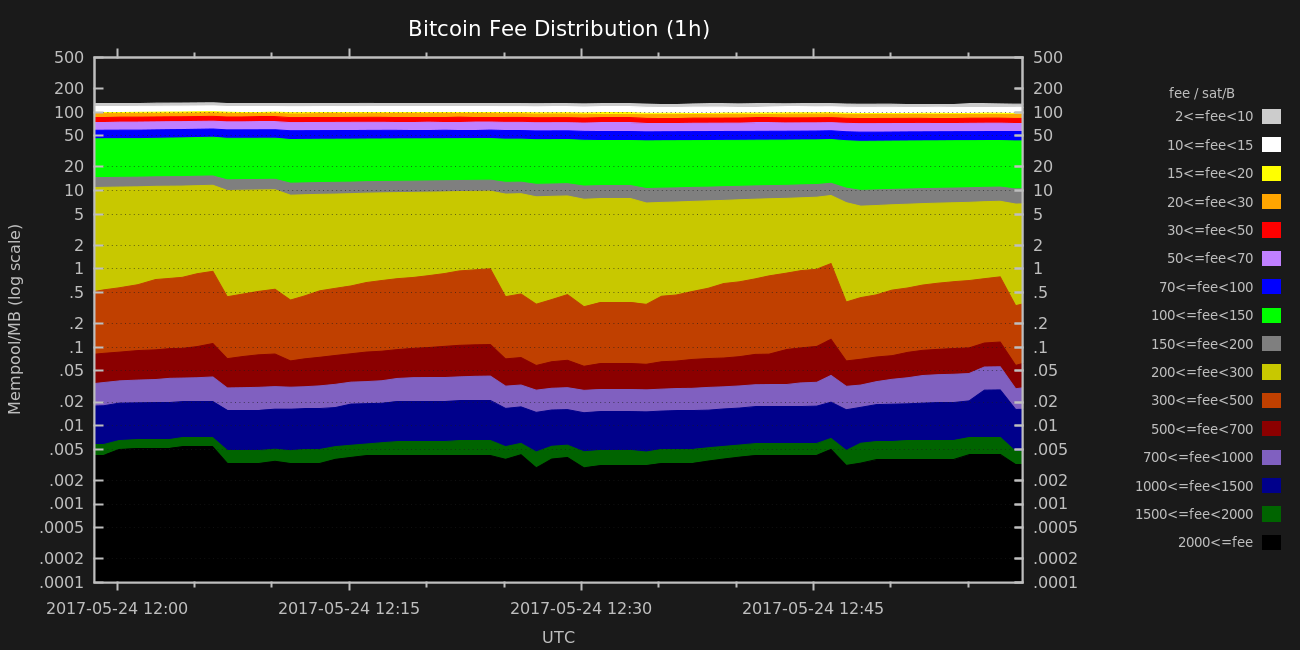 Bitcoin Fee Distribution (1h)
500 500
200 200
100 100
50 50
20 20
10 10
5 5
2 2
1 1
.5 .5
.2 .2
.1 .1
.05 .05
.02 .02
.01 .01
.005 .005
.002 .002
.001 .001
.0005 .0005
.0002 .0002
.0001 .0001
Mempool/MB (log scale)
2017-05-24 12:00 2017-05-24 12:15 2017-05-24 12:30 2017-05-24 12:45
UTC
fee / sat/B
2<=fee<10
10<=fee<15
15<=fee<20
20<=fee<30
30<=fee<50
50<=fee<70
70<=fee<100
100<=fee<150
150<=fee<200
200<=fee<300
300<=fee<500
500<=fee<700
700<=fee<1000
1000<=fee<1500
1500<=fee<2000
2000<=fee